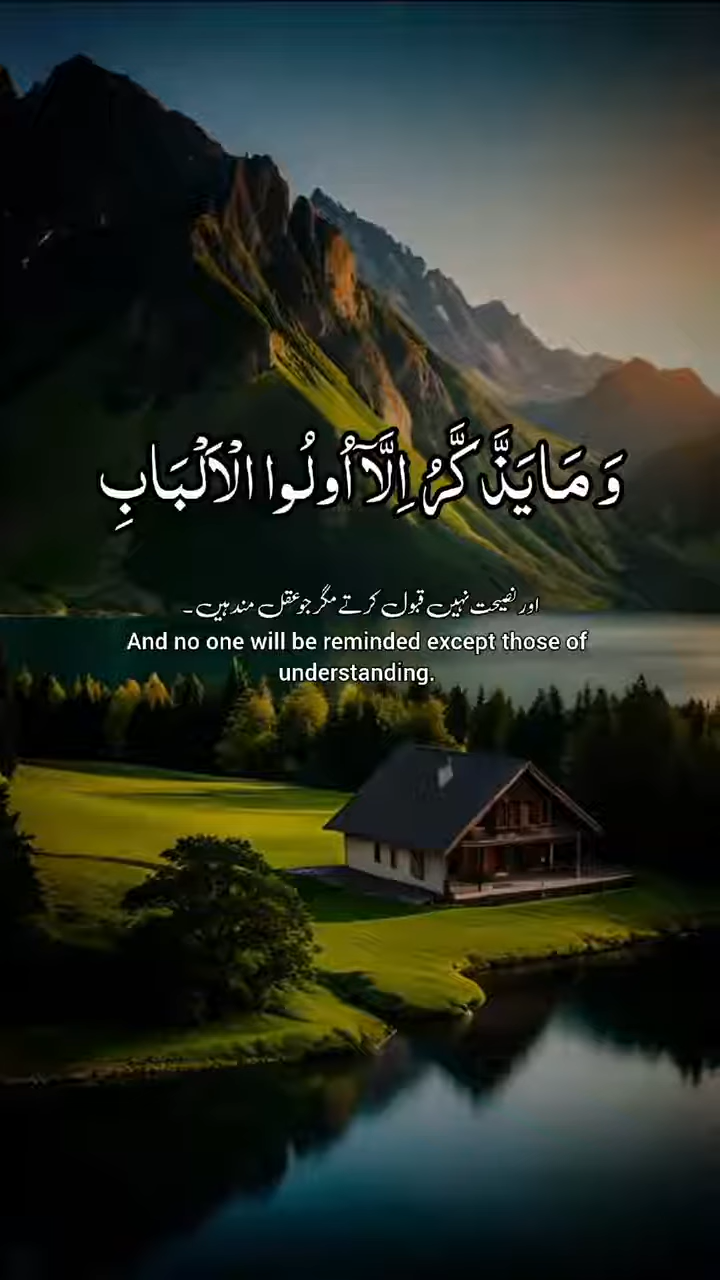 وَمَا يَذَّكَّرُ اِلَّآ اُولُوا الْاَلْبَابِ
اور نصیحت نہیں قبول کرتے مگر جو عقل مند ہیں۔
And no one will be reminded except those of
understanding.